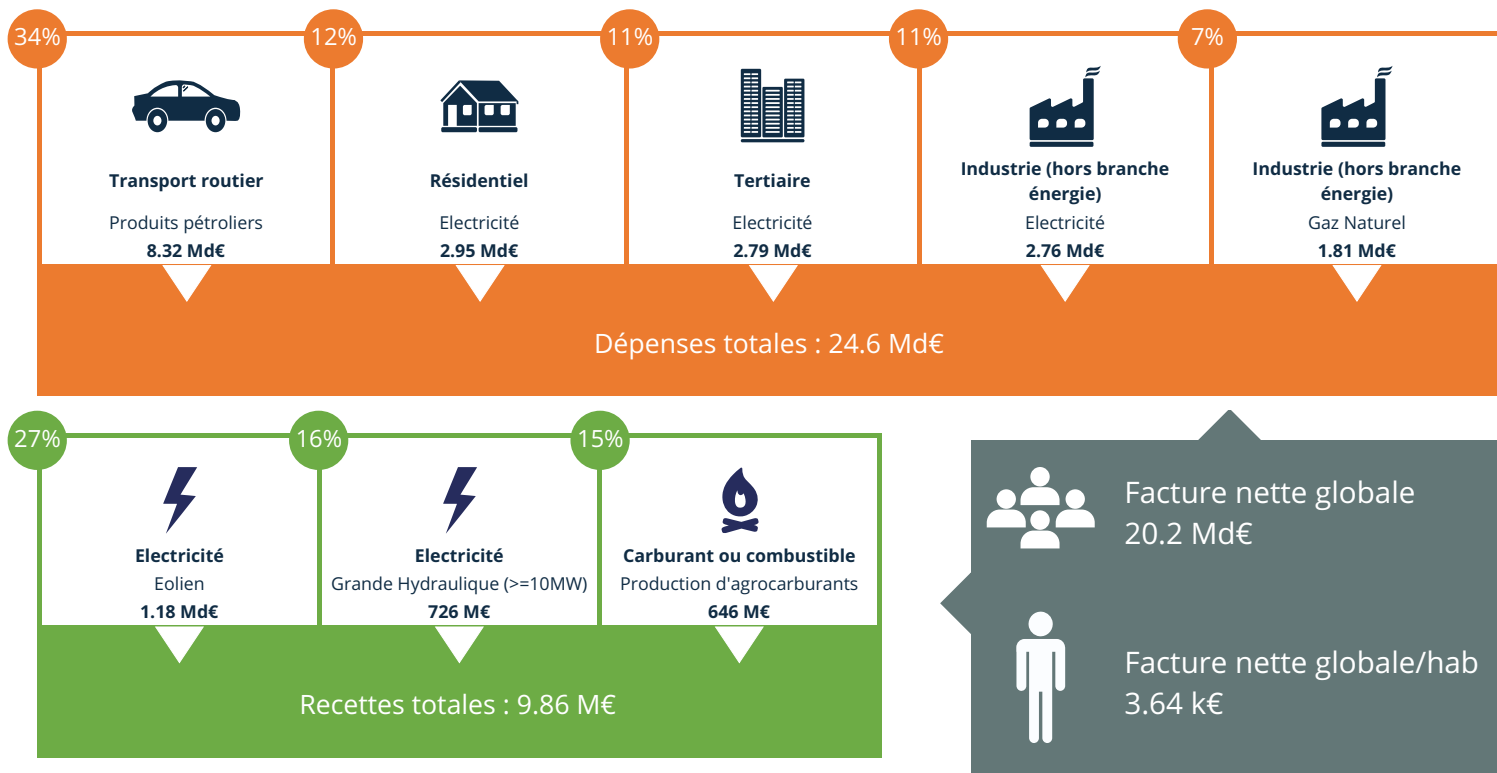 34%
12%
11%
11%
7%
Transport routier
Produits pétroliers
8.32 Md€
Résidentiel
Electricité
2.95 Md€
Tertiaire
Electricité
2.79 Md€
Industrie (hors branche
énergie)
Electricité
2.76 Md€
Industrie (hors branche
énergie)
Gaz Naturel
1.81 Md€
Dépenses totales : 24.6 Md€
27%
16%
15%
Electricité
Eolien
1.18 Md€
Electricité
Grande Hydraulique (>=10MW)
726 M€
Carburant ou combustible
Production d'agrocarburants
646 M€
Recettes totales : 9.86 M€
Facture nette globale
20.2 Md€
Facture nette globale/hab
3.64 k€